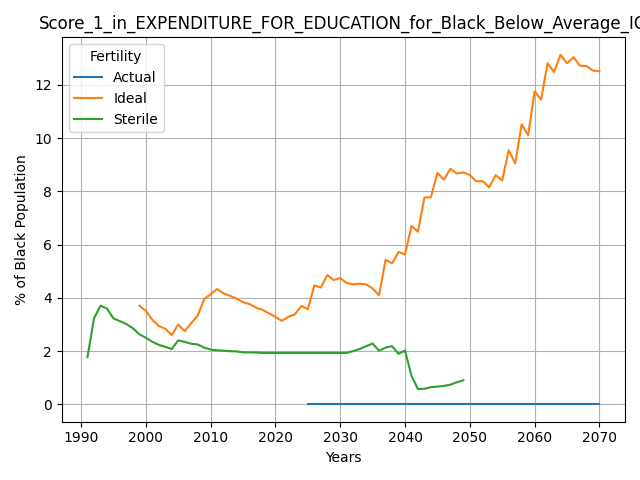 Score_1_in_EXPENDITURE_FOR_EDUCATION_for_Black_Below_Average_IC
Fertility
Actual
Ideal
Sterile
% of Black Population
12
10
8
6
4
2
0
1990 2000 2010 2020 2030 2040 2050 2060 2070
Years